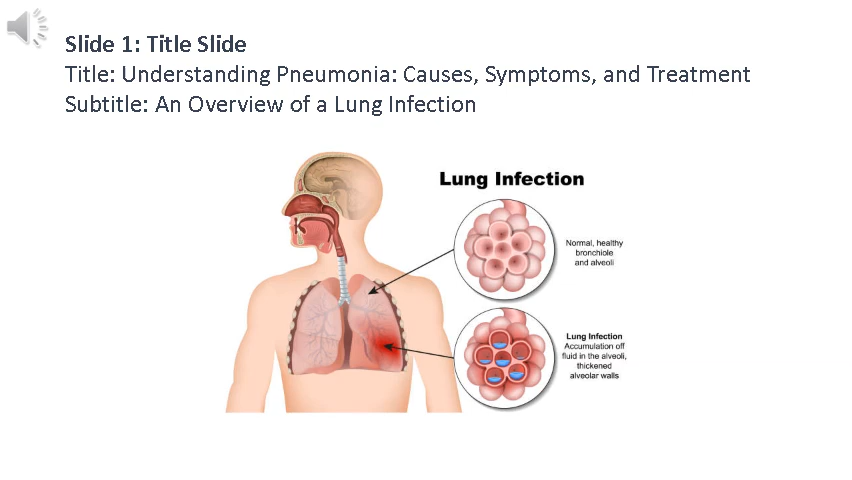 Slide 1: Title Slide
Title: Understanding Pneumonia: Causes, Symptoms, and Treatment
Subtitle: An Overview of a Lung Infection
Lung Infection
Normal, healthy
bronchiole
and alveoli
Lung Infection
Accumulation off
fluid in the alveoli,
thickened
alveolar walls